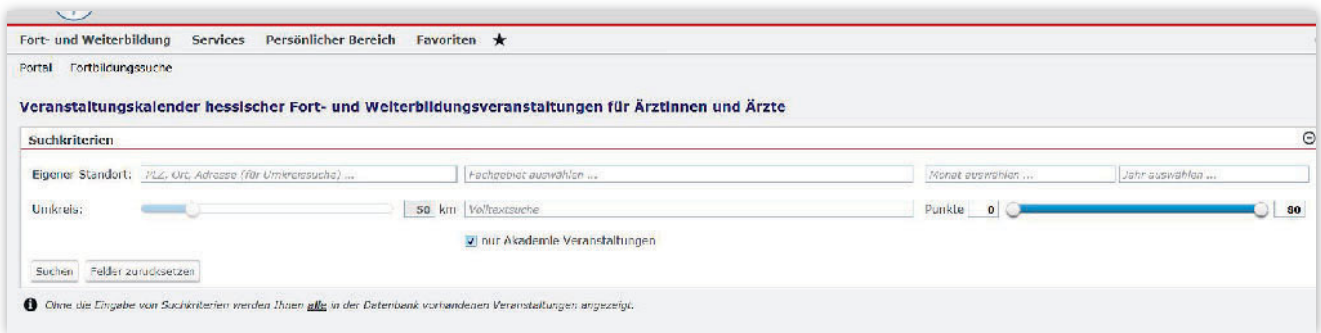 Fort- und Weiterbildung Services Persönlicher Bereich Favoriten ★
Portal Fortbildungssuche
Veranstaltungskalender hessischer Fort- und Weiterbildungsveranstaltungen für Ärztinnen und Ärzte
Suchkriterien
Eigener Standort: PLZ, Ort, Adresse (für Umkreissuche) ... Fachgebiet auswählen ... Monat auswählen ... Jahr auswählen ...
Umkreis: 50 km Volltextsuche Punkte 0 80
nur Akademie Veranstaltungen
Suchen Felder zurücksetzen
Ohne die Eingabe von Suchkriterien werden Ihnen alle in der Datenbank vorhandenen Veranstaltungen angezeigt.